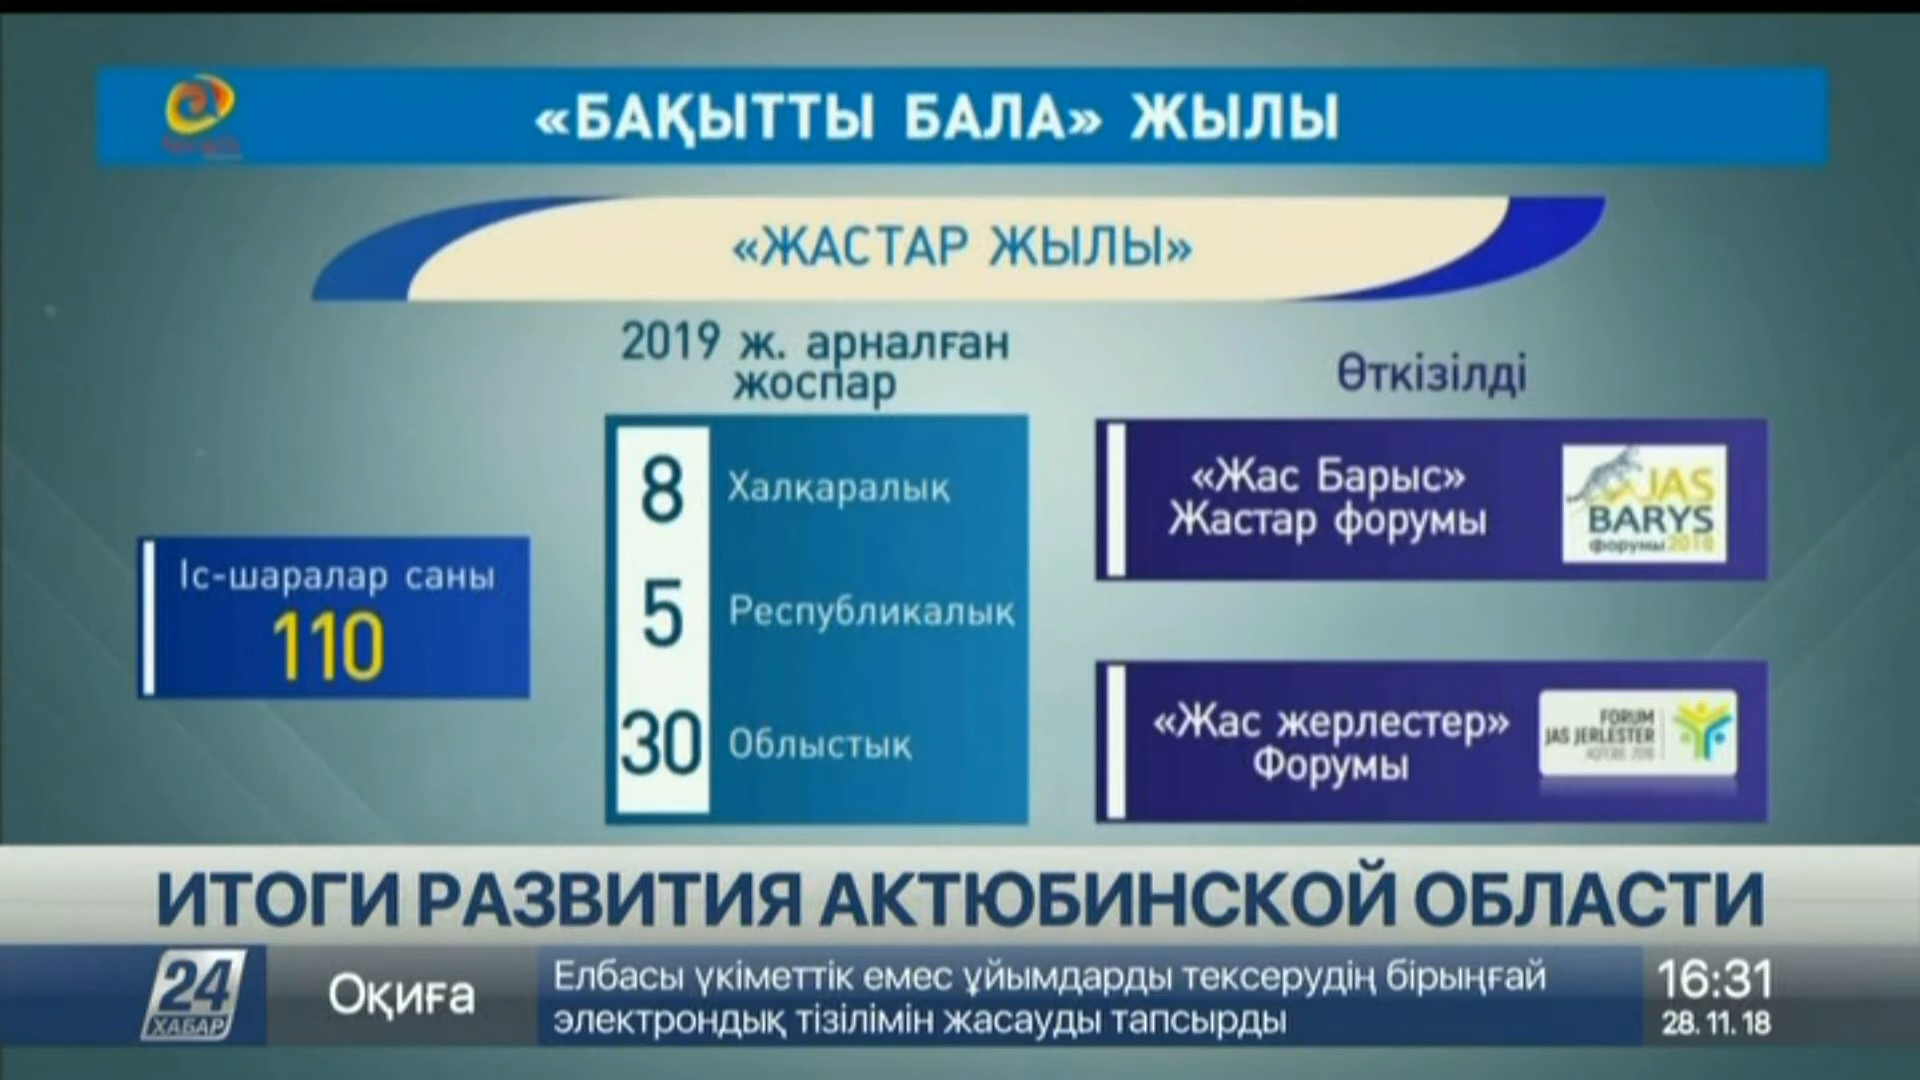 «БАҚЫТТЫ БАЛА» ЖЫЛЫ
«ЖАСТАР ЖЫЛЫ»
Іс-шаралар саны
110
2019 ж. арналған
жоспар
8 Халқаралық
5 Республикалық
30 Облыстық
Өткізілді
«Жас Барыс»
Жастар форумы
JAS
BARYS
форумы 2018
«Жас жерлестер»
Форумы
FORUM
JAS JERLESTER
ИТОГИ РАЗВИТИЯ АКТЮБИНСКОЙ ОБЛАСТИ
24
ХАБАР
Оқиға
Елбасы үкіметтік емес ұйымдарды тексерудің бірыңғай
электрондық тізілімін жасауды тапсырды
16:31
28.11.18